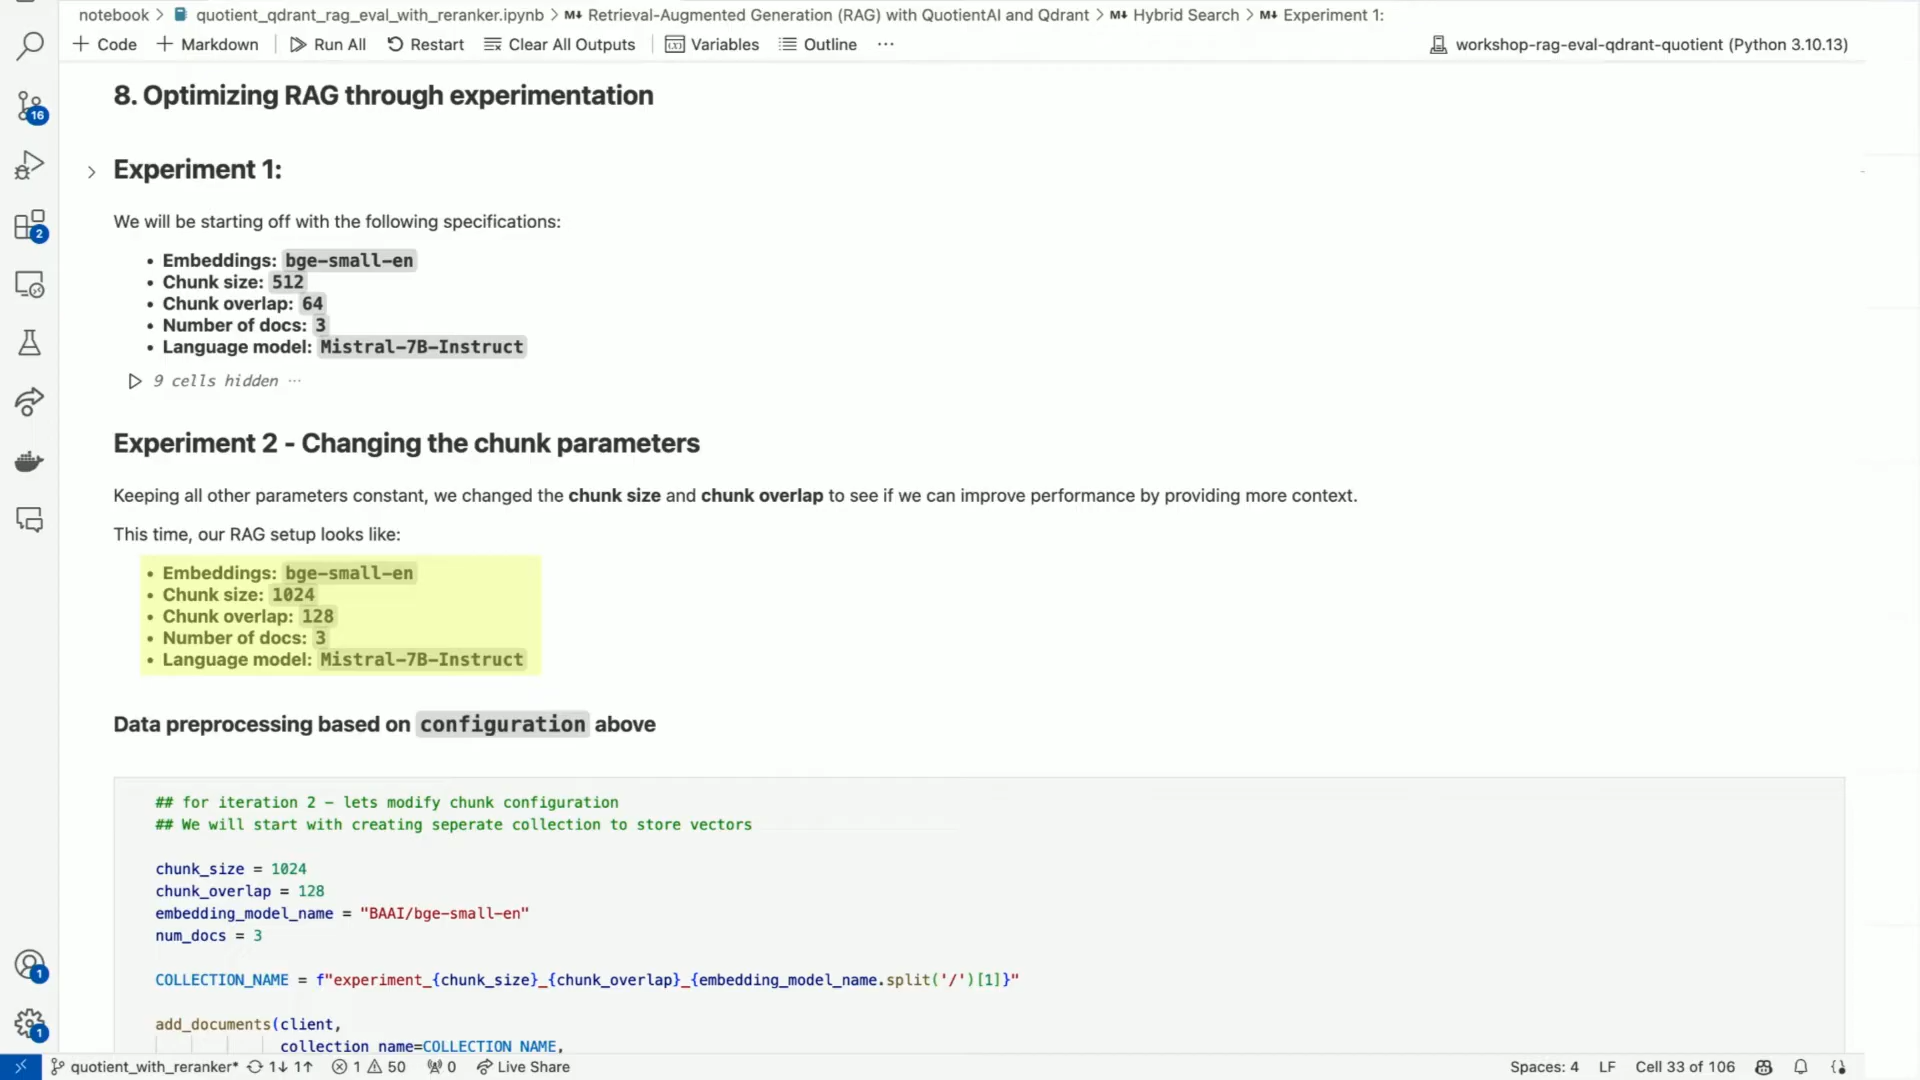 notebook > quotient_qdrant_rag_eval_with_reranker.ipynb > M↓ Retrieval-Augmented Generation (RAG) with QuotientAI and Qdrant > M↓ Hybrid Search > M↓ Experiment 1:
+ Code + Markdown | Run All Restart Clear All Outputs | Variables Outline ··· workshop-rag-eval-qdrant-quotient (Python 3.10.13)
8. Optimizing RAG through experimentation
16
Experiment 1:
We will be starting off with the following specifications:
2
• Embeddings: bge-small-en
• Chunk size: 512
• Chunk overlap: 64
• Number of docs: 3
• Language model: Mistral-7B-Instruct
9 cells hidden ···
Experiment 2 - Changing the chunk parameters
Keeping all other parameters constant, we changed the chunk size and chunk overlap to see if we can improve performance by providing more context.
This time, our RAG setup looks like:
• Embeddings: bge-small-en
• Chunk size: 1024
• Chunk overlap: 128
• Number of docs: 3
• Language model: Mistral-7B-Instruct
Data preprocessing based on configuration above
## for iteration 2 - lets modify chunk configuration
## We will start with creating seperate collection to store vectors
chunk_size = 1024
chunk_overlap = 128
embedding_model_name = "BAAI/bge-small-en"
num_docs = 3
1
COLLECTION_NAME = f"experiment_{chunk_size}_{chunk_overlap}_{embedding_model_name.split('/')[1]}"
add_documents(client,
1
collection_name=COLLECTION_NAME,
quotient_with_reranker* 1↓ 1↑ 1 50 0 Live Share Spaces: 4 LF Cell 33 of 106